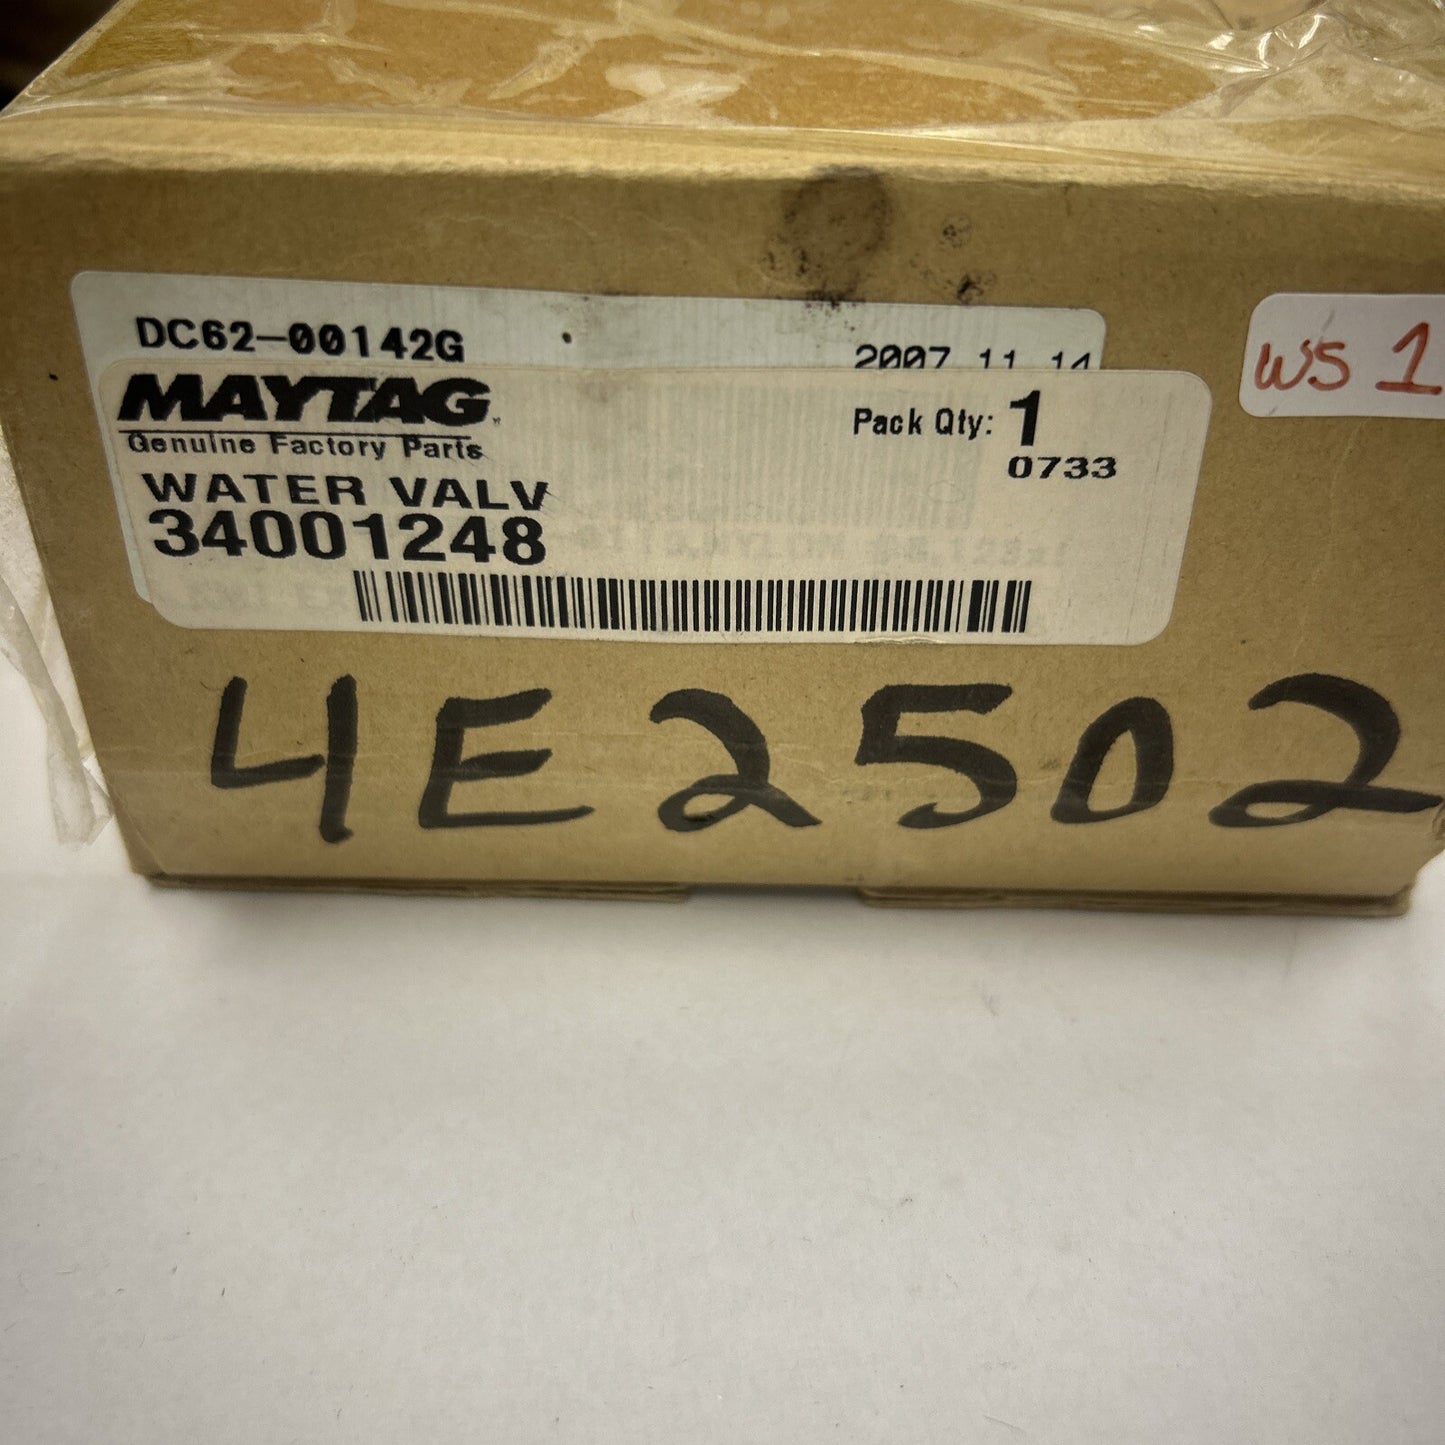 DC62-00142G
2007.11.14
WS 1
MAYTAG
Genuine Factory Parts
Pack Qty: 1
0733
WATER VALV
34001248
4E2502